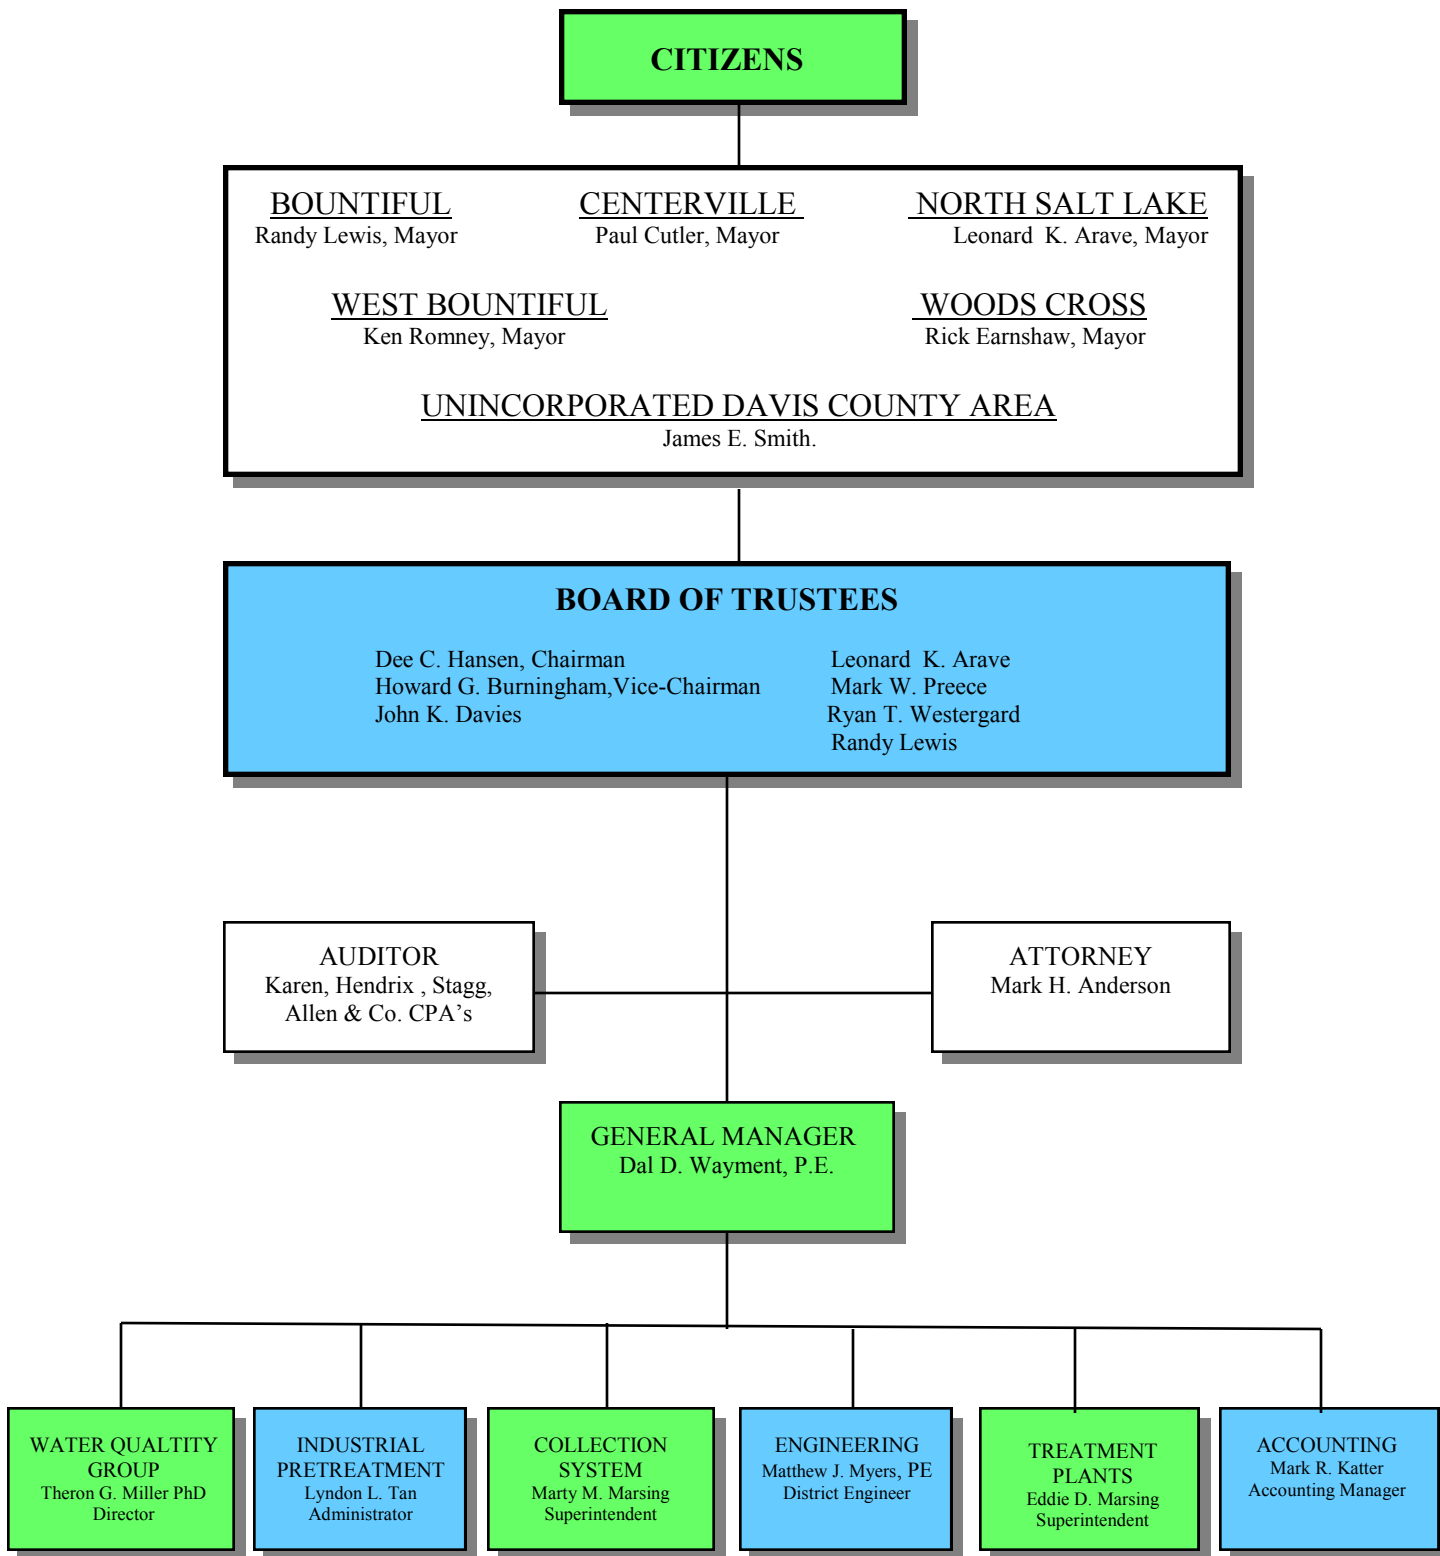 CITIZENS
BOUNTIFUL
Randy Lewis, Mayor
CENTERVILLE
Paul Cutler, Mayor
NORTH SALT LAKE
Leonard K. Arave, Mayor
WEST BOUNTIFUL
Ken Romney, Mayor
WOODS CROSS
Rick Earnshaw, Mayor
UNINCORPORATED DAVIS COUNTY AREA
James E. Smith.
BOARD OF TRUSTEES
Dee C. Hansen, Chairman
Howard G. Burningham,Vice-Chairman
John K. Davies
Leonard K. Arave
Mark W. Preece
Ryan T. Westergard
Randy Lewis
AUDITOR
Karen, Hendrix , Stagg,
Allen & Co. CPA’s
ATTORNEY
Mark H. Anderson
GENERAL MANAGER
Dal D. Wayment, P.E.
WATER QUALTITY
GROUP
Theron G. Miller PhD
Director
INDUSTRIAL
PRETREATMENT
Lyndon L. Tan
Administrator
COLLECTION
SYSTEM
Marty M. Marsing
Superintendent
ENGINEERING
Matthew J. Myers, PE
District Engineer
TREATMENT
PLANTS
Eddie D. Marsing
Superintendent
ACCOUNTING
Mark R. Katter
Accounting Manager